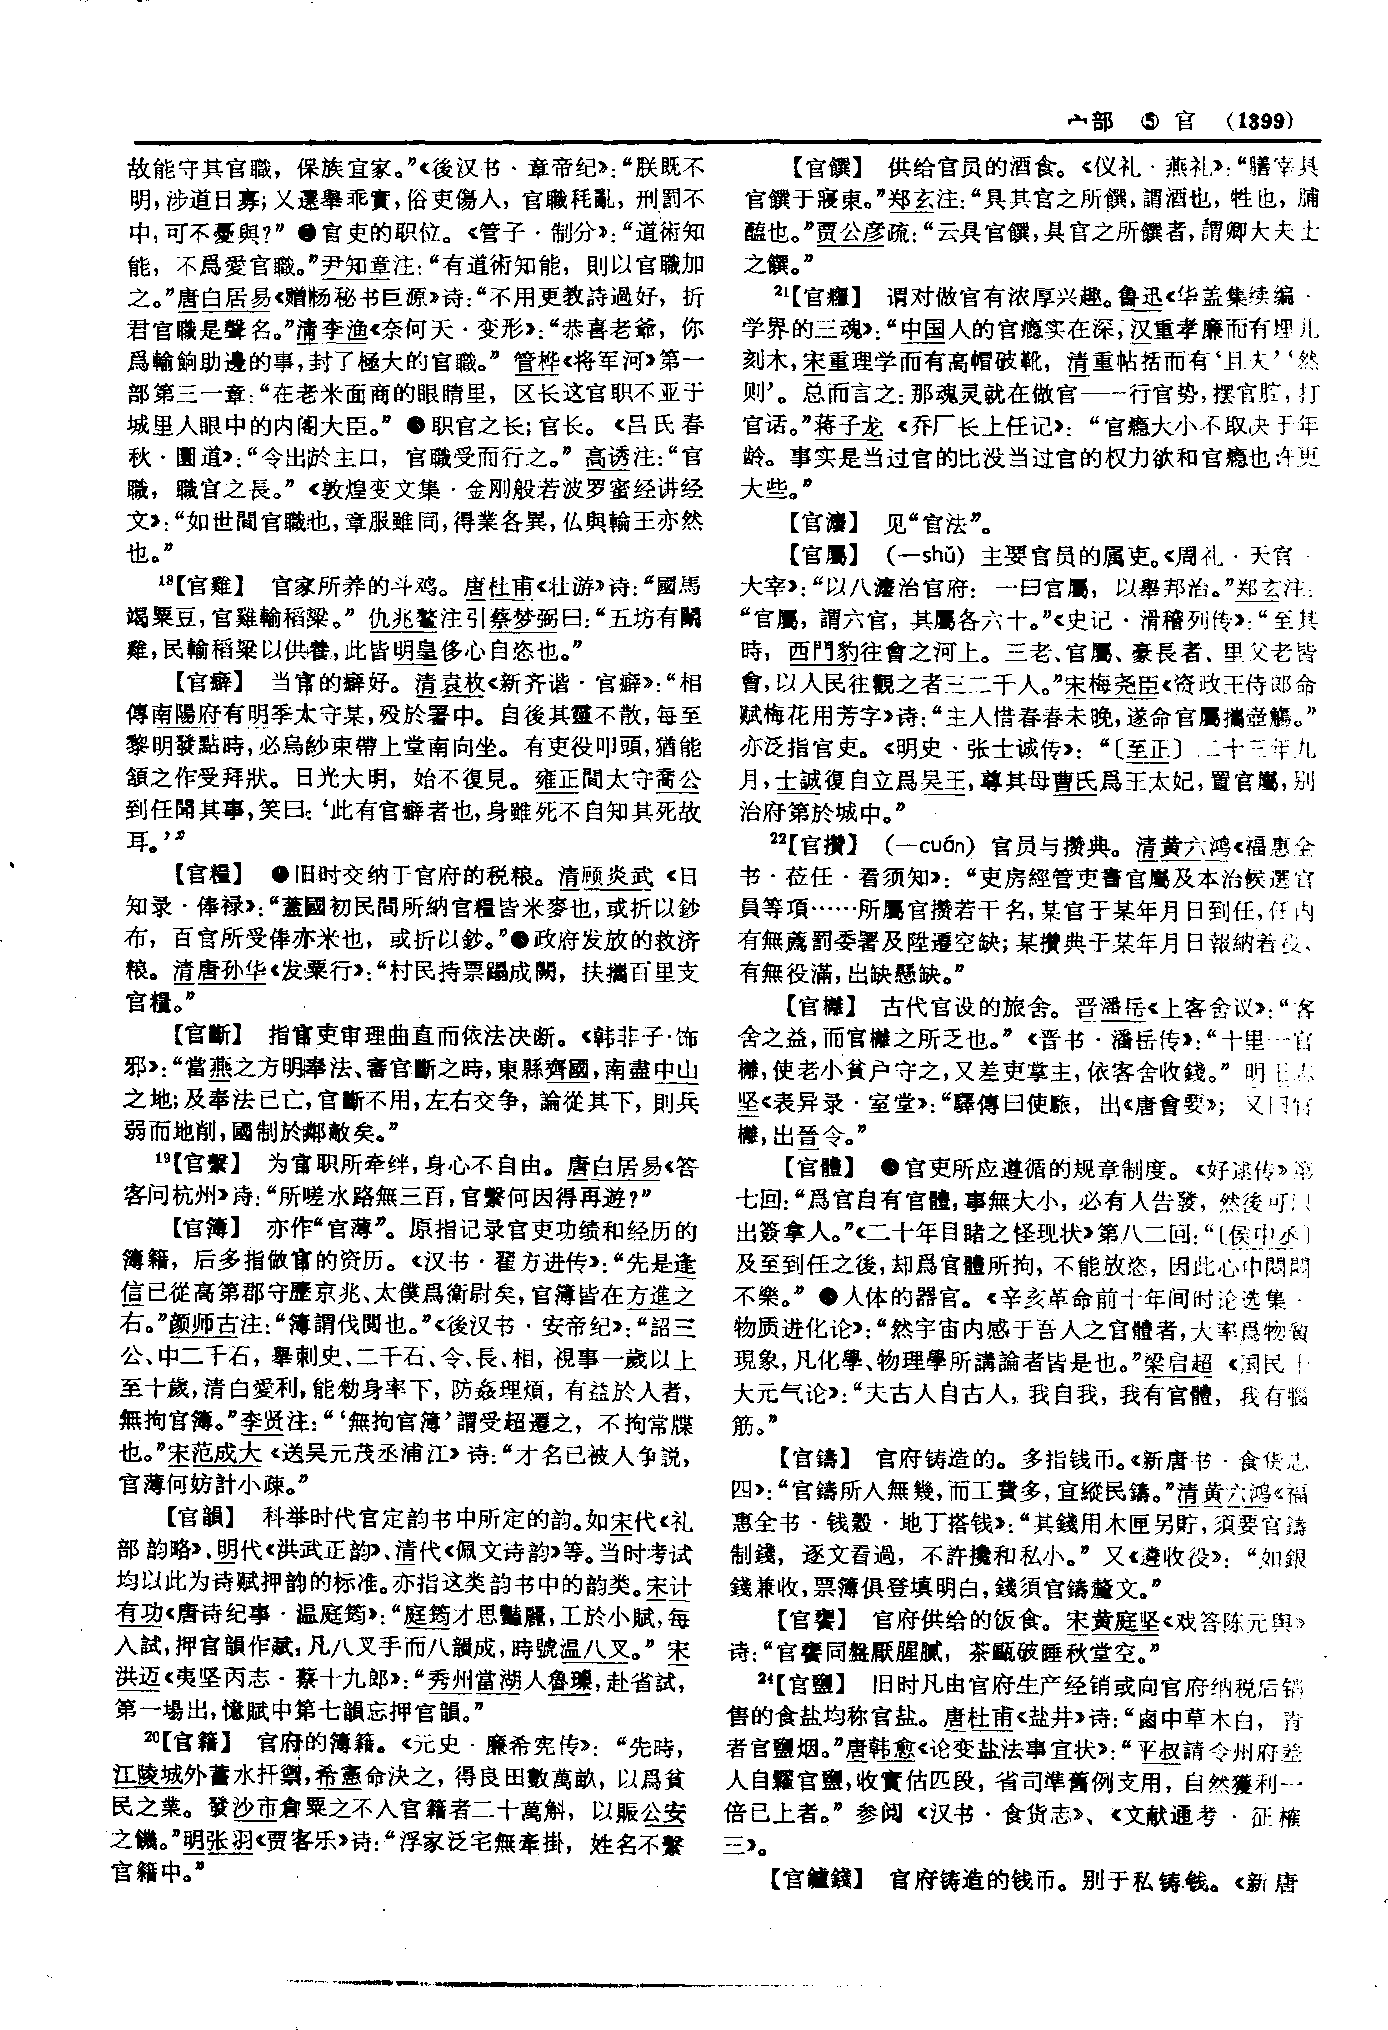 宀部 ⑤ 官 (1399)
故能守其官職，保族宜家。”《後汉书·章帝纪》：“朕既不
明，涉道日寡；又選舉乖實，俗吏傷人，官職秏亂，刑罰不
中，可不憂與？”❷官吏的职位。《管子·制分》：“道術知
能，不爲愛官職。”尹知章注：“有道術知能，則以官職加
之。”唐白居易《赠杨秘书巨源》诗：“不用更教詩過好，折
君官職是聲名。”清李渔《奈何天·变形》：“恭喜老爺，你
爲輸餉助邊的事，封了極大的官職。”管桦《将军河》第一
部第三一章：“在老米面商的眼睛里，区长这官职不亚于
城里人眼中的内阁大臣。”❸职官之长；官长。《吕氏春
秋·圜道》：“令出於主口，官職受而行之。”高诱注：“官
職，職官之長。”《敦煌变文集·金刚般若波罗蜜经讲经
文》：“如世間官職也，章服雖同，得業各異，仏與輪王亦然
也。”
18【官雞】 官家所养的斗鸡。唐杜甫《壮游》诗：“國馬
竭粟豆，官雞輸稻粱。”仇兆鳌注引蔡梦弼曰：“五坊有鬭
雞，民輸稻粱以供養，此皆明皇侈心自恣也。”
【官癖】 当官的癖好。清袁枚《新齐谐·官癖》：“相
傳南陽府有明季太守某，殁於署中。自後其靈不散，每至
黎明發點時，必烏紗束帶上堂南向坐。有吏役叩頭，猶能
頷之作受拜狀。日光大明，始不復見。雍正間太守喬公
到任聞其事，笑曰：‘此有官癖者也，身雖死不自知其死故
耳。’”
【官糧】 ❶旧时交纳于官府的税粮。清顾炎武《日
知录·俸禄》：“蓋國初民間所納官糧皆米麥也，或折以鈔
布，百官所受俸亦米也，或折以鈔。”❷政府发放的救济
粮。清唐孙华《发粟行》：“村民持票蹋成闕，扶攜百里支
官糧。”
【官斷】 指官吏审理曲直而依法决断。《韩非子·饰
邪》：“當燕之方明奉法、審官斷之時，東縣齊國，南盡中山
之地；及奉法已亡，官斷不用，左右交争，論從其下，則兵
弱而地削，國制於鄰敵矣。”
19【官繫】 为官职所牵绊，身心不自由。唐白居易《答
客问杭州》诗：“所嗟水路無三百，官繫何因得再遊？”
【官簿】 亦作“官薄”。原指记录官吏功绩和经历的
簿籍，后多指做官的资历。《汉书·翟方进传》：“先是逢
信已從高第郡守歷京兆、太僕爲衛尉矣，官簿皆在方進之
右。”颜师古注：“簿謂伐閲也。”《後汉书·安帝纪》：“詔三
公、中二千石，舉刺史、二千石、令、長、相，視事一歲以上
至十歲，清白愛利，能勑身率下，防姦理煩，有益於人者，
無拘官簿。”李贤注：“‘無拘官簿’謂受超遷之，不拘常牒
也。”宋范成大《送吴元茂丞浦江》诗：“才名已被人争説，
官薄何妨計小疎。”
【官韻】 科举时代官定韵书中所定的韵。如宋代《礼
部韵略》、明代《洪武正韵》、清代《佩文诗韵》等。当时考试
均以此为诗赋押韵的标准。亦指这类韵书中的韵类。宋计
有功《唐诗纪事·温庭筠》：“庭筠才思豔麗，工於小賦，每
入試，押官韻作賦，凡八叉手而八韻成，時號温八叉。”宋
洪迈《夷坚丙志·蔡十九郎》：“秀州當湖人魯璪，赴省試，
第一場出，憶賦中第七韻忘押官韻。”
20【官籍】 官府的簿籍。《元史·廉希宪传》：“先時，
江陵城外蓄水扞禦，希憲命決之，得良田數萬畝，以爲貧
民之業。發沙市倉粟之不入官籍者二十萬斛，以賑公安
之饑。”明张羽《贾客乐》诗：“浮家泛宅無牽掛，姓名不繫
官籍中。”
【官饌】 供给官员的酒食。《仪礼·燕礼》：“膳宰具
官饌于寢東。”郑玄注：“具其官之所饌，謂酒也，牲也，脯
醢也。”贾公彦疏：“云具官饌，具官之所饌者，謂卿大夫士
之饌。”
21【官癮】 谓对做官有浓厚兴趣。鲁迅《华盖集续编·
学界的三魂》：“中国人的官瘾实在深，汉重孝廉而有埋儿
刻木，宋重理学而有高帽破靴，清重帖括而有‘且夫’‘然
则’。总而言之：那魂灵就在做官——行官势，摆官腔，打
官话。”蒋子龙《乔厂长上任记》：“官瘾大小不取决于年
龄。事实是当过官的比没当过官的权力欲和官瘾也许更
大些。”
【官灋】 见“官法”。
【官屬】 （—shǔ）主要官员的属吏。《周礼·天官·
大宰》：“以八灋治官府：一曰官屬，以舉邦治。”郑玄注：
“官屬，謂六官，其屬各六十。”《史记·滑稽列传》：“至其
時，西門豹往會之河上。三老、官屬、豪長者、里父老皆
會，以人民往觀之者三二千人。”宋梅尧臣《资政王侍郎命
赋梅花用芳字》诗：“主人惜春春未晚，遂命官屬攜壺觴。”
亦泛指官吏。《明史·张士诚传》：“〔至正〕二十三年九
月，士誠復自立爲吴王，尊其母曹氏爲王太妃，置官屬，别
治府第於城中。”
22【官攢】 （—cuán）官员与攒典。清黄六鸿《福惠全
书·莅任·看须知》：“吏房經管吏書官屬及本治候選官
員等項……所屬官攢若干名，某官于某年月日到任，任内
有無薦罰委署及陞遷空缺；某攢典于某年月日報納着役、
有無役滿，出缺懸缺。”
【官㰚】 古代官设的旅舍。晋潘岳《上客舍议》：“客
舍之益，而官㰚之所乏也。”《晋书·潘岳传》：“十里一官
㰚，使老小貧户守之，又差吏掌主，依客舍收錢。”明王志
坚《表异录·室堂》：“驛傳曰使驂，出《唐會要》；又曰官
㰚，出晉令。”
【官體】 ❶官吏所应遵循的规章制度。《好逑传》第
七回：“爲官自有官體，事無大小，必有人告發，然後可以
出簽拿人。”《二十年目睹之怪现状》第八二回：“〔侯中丞〕
及至到任之後，却爲官體所拘，不能放恣，因此心中悶悶
不樂。”❷人体的器官。《辛亥革命前十年间时论选集·
物质进化论》：“然宇宙内感于吾人之官體者，大率爲物質
現象，凡化學、物理學所講論者皆是也。”梁启超《国民十
大元气论》：“夫古人自古人，我自我，我有官體，我有腦
筋。”
【官鑄】 官府铸造的。多指钱币。《新唐书·食货志
四》：“官鑄所入無幾，而工費多，宜縱民鑄。”清黄六鸿《福
惠全书·钱穀·地丁搭钱》：“其錢用木匣另貯，須要官鑄
制錢，逐文看過，不許攙和私小。”又《遵收役》：“如銀
錢兼收，票簿俱登填明白，錢須官鑄釐文。”
【官饔】 官府供给的饭食。宋黄庭坚《戏答陈元舆》
诗：“官饔同盤厭腥膩，茶甌破睡秋堂空。”
24【官鹽】 旧时凡由官府生产经销或向官府纳税后销
售的食盐均称官盐。唐杜甫《盐井》诗：“鹵中草木白，青
者官鹽烟。”唐韩愈《论变盐法事宜状》：“平叔請令州府差
人自糶官鹽，收實估匹段，省司準舊例支用，自然獲利一
倍已上者。”参阅《汉书·食货志》、《文献通考·征榷
三》。
【官鑪錢】 官府铸造的钱币。别于私铸钱。《新唐